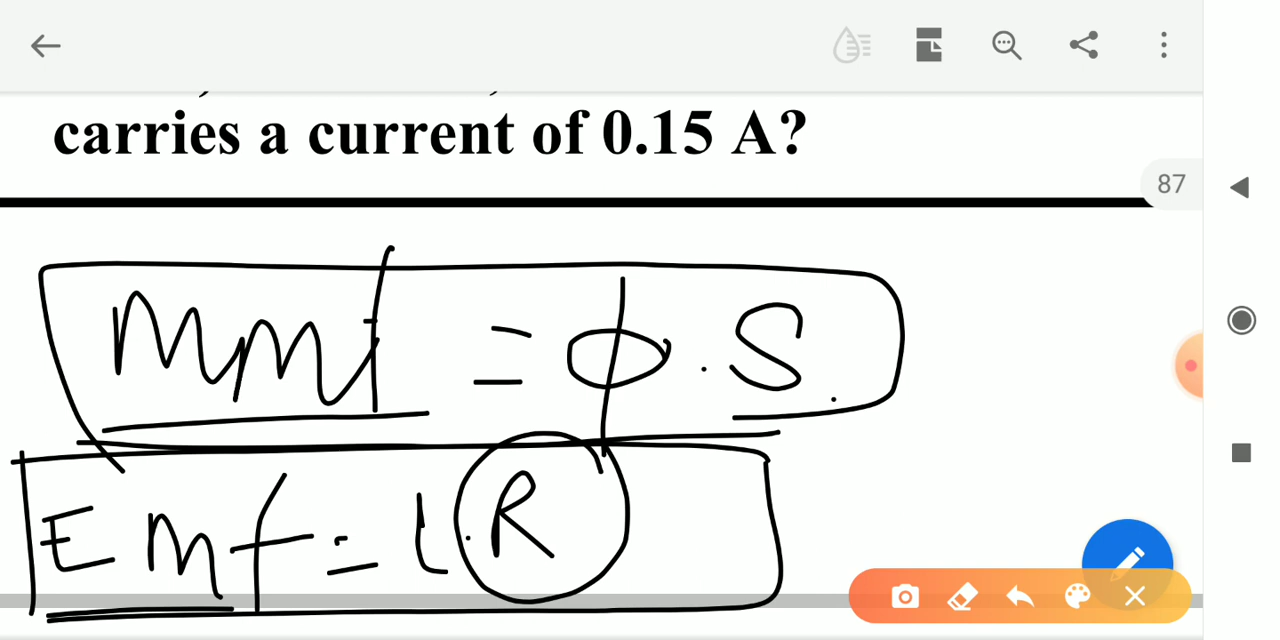 carries a current of 0.15 A?
87
mmf = ϕ . S.
Emf = I . R